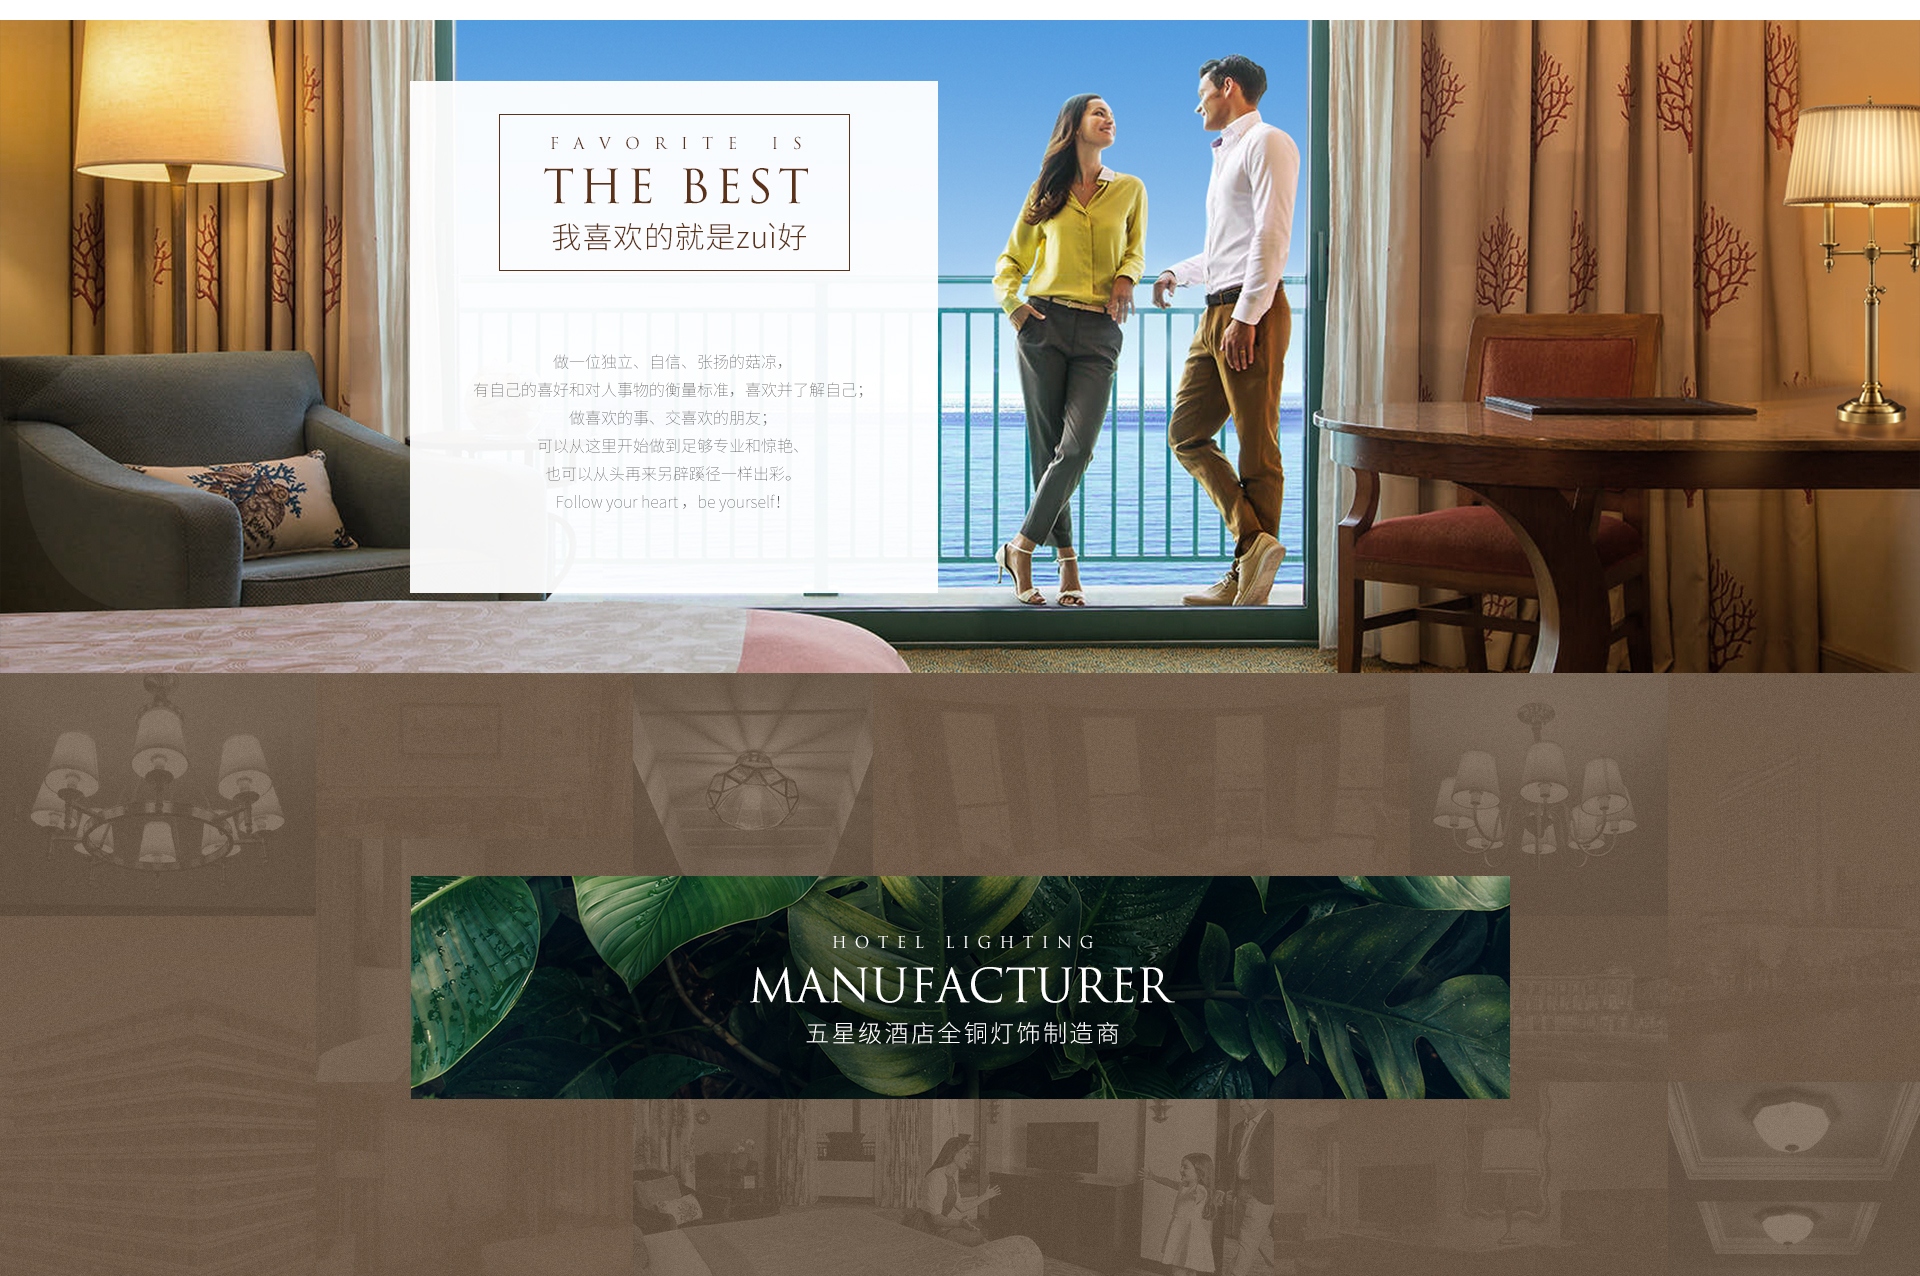 FAVORITE IS
THE BEST
我喜欢的就是zuì好
做一位独立、自信、张扬的菇凉，
有自己的喜好和对人事物的衡量标准，喜欢并了解自己；
做喜欢的事、交喜欢的朋友；
可以从这里开始做到足够专业和惊艳、
也可以从头再来另辟蹊径一样出彩。
Follow your heart ，be yourself！
HOTEL LIGHTING
MANUFACTURER
五星级酒店全铜灯饰制造商